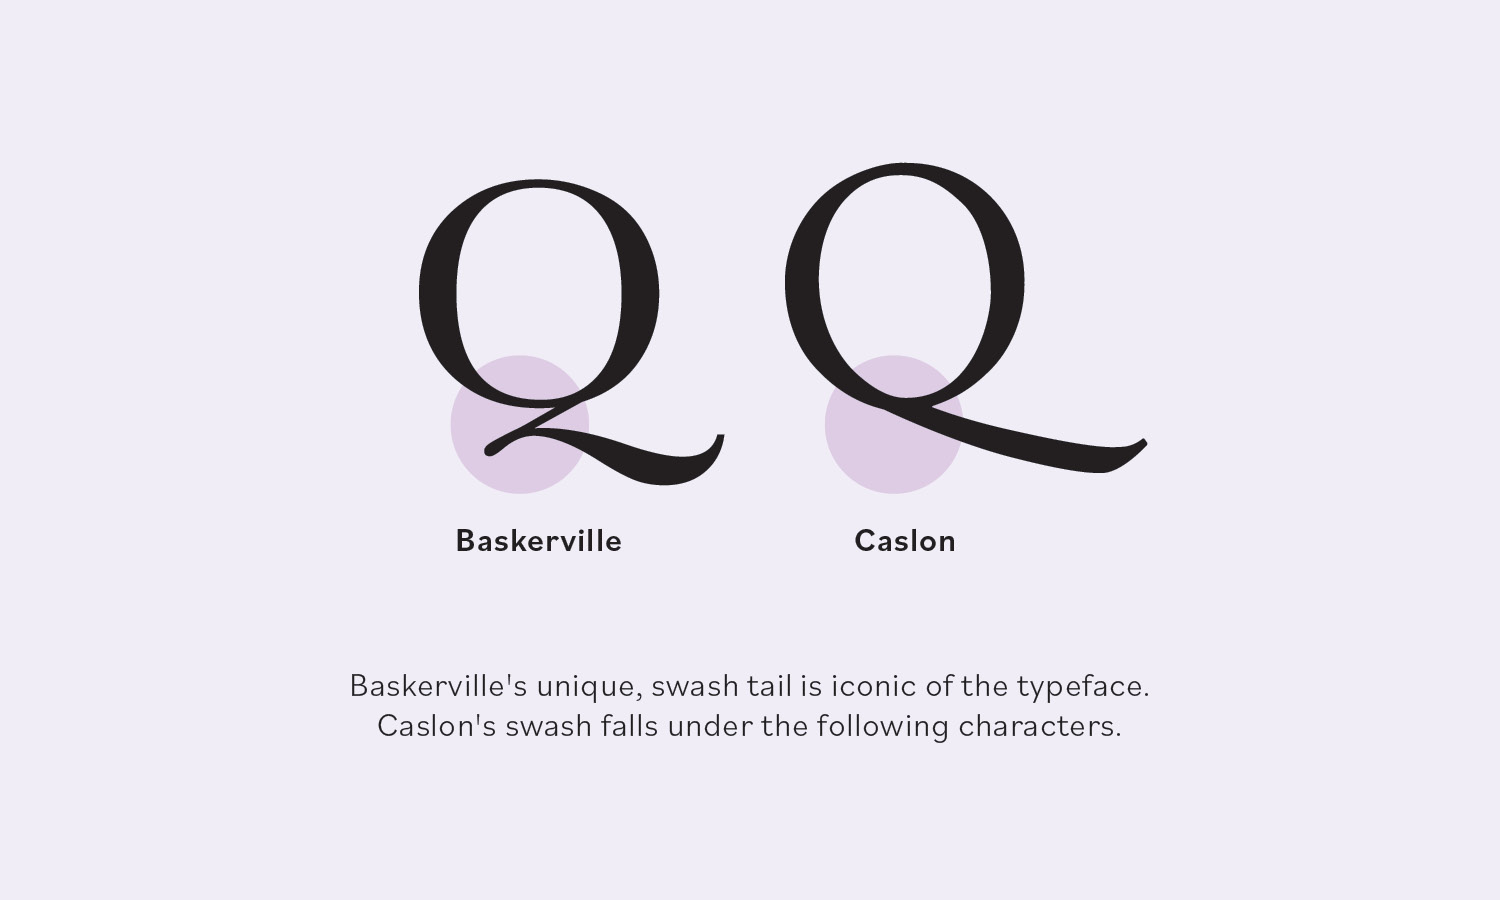 Q Q
Baskerville Caslon
Baskerville's unique, swash tail is iconic of the typeface.
Caslon's swash falls under the following characters.